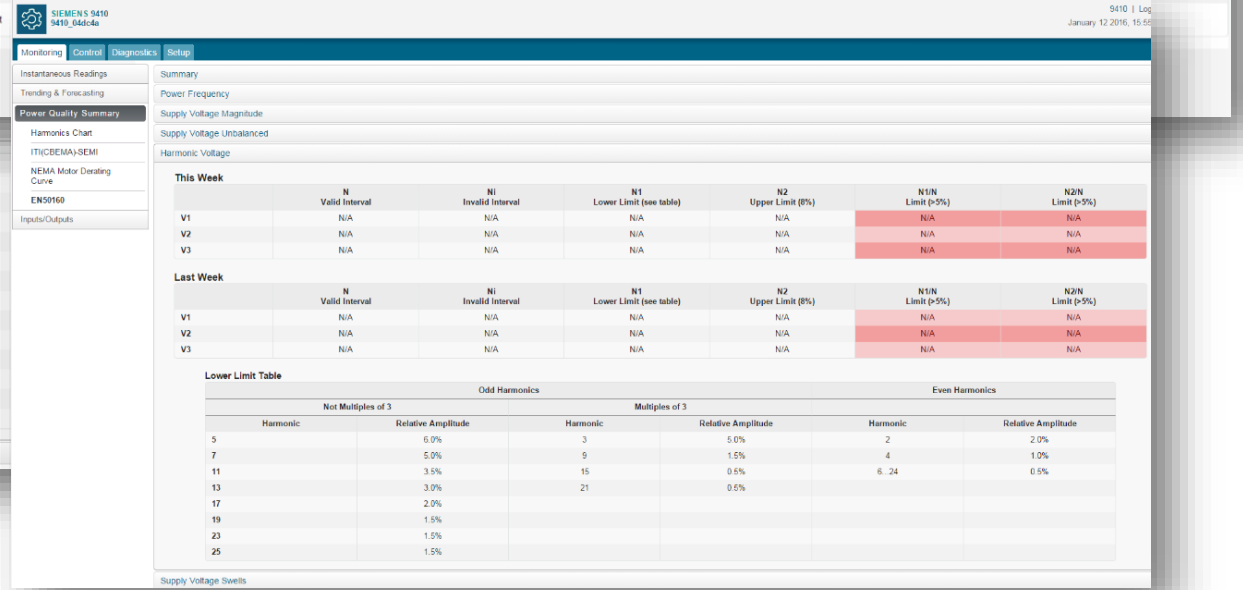 SIEMENS 9410
9410_04dc4a
9410 | Log
January 12 2016, 15:55
Monitoring Control Diagnostics Setup
Instantaneous Readings
Trending & Forecasting
Power Quality Summary
Harmonics Chart
ITI(CBEMA)-SEMI
NEMA Motor Derating
Curve
EN50160
Inputs/Outputs
Summary
Power Frequency
Supply Voltage Magnitude
Supply Voltage Unbalanced
Harmonic Voltage
This Week
N Ni N1 N2 N1/N N2/N
Valid Interval Invalid Interval Lower Limit (see table) Upper Limit (8%) Limit (>5%) Limit (>5%)
V1 N/A N/A N/A N/A N/A N/A
V2 N/A N/A N/A N/A N/A N/A
V3 N/A N/A N/A N/A N/A N/A
Last Week
N Ni N1 N2 N1/N N2/N
Valid Interval Invalid Interval Lower Limit (see table) Upper Limit (8%) Limit (>5%) Limit (>5%)
V1 N/A N/A N/A N/A N/A N/A
V2 N/A N/A N/A N/A N/A N/A
V3 N/A N/A N/A N/A N/A N/A
Lower Limit Table
Odd Harmonics Even Harmonics
Not Multiples of 3 Multiples of 3
Harmonic Relative Amplitude Harmonic Relative Amplitude Harmonic Relative Amplitude
5 6.0% 3 5.0% 2 2.0%
7 5.0% 9 1.5% 4 1.0%
11 3.5% 15 0.5% 6...24 0.5%
13 3.0% 21 0.5%
17 2.0%
19 1.5%
23 1.5%
25 1.5%
Supply Voltage Swells